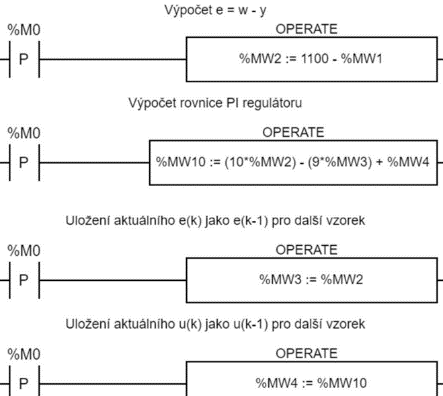 Výpočet e = w - y
%M0
OPERATE
P
%MW2 := 1100 - %MW1
Výpočet rovnice PI regulátoru
%M0
OPERATE
P
%MW10 := (10*%MW2) - (9*%MW3) + %MW4
Uložení aktuálního e(k) jako e(k-1) pro další vzorek
%M0
OPERATE
P
%MW3 := %MW2
Uložení aktuálního u(k) jako u(k-1) pro další vzorek
%M0
OPERATE
P
%MW4 := %MW10